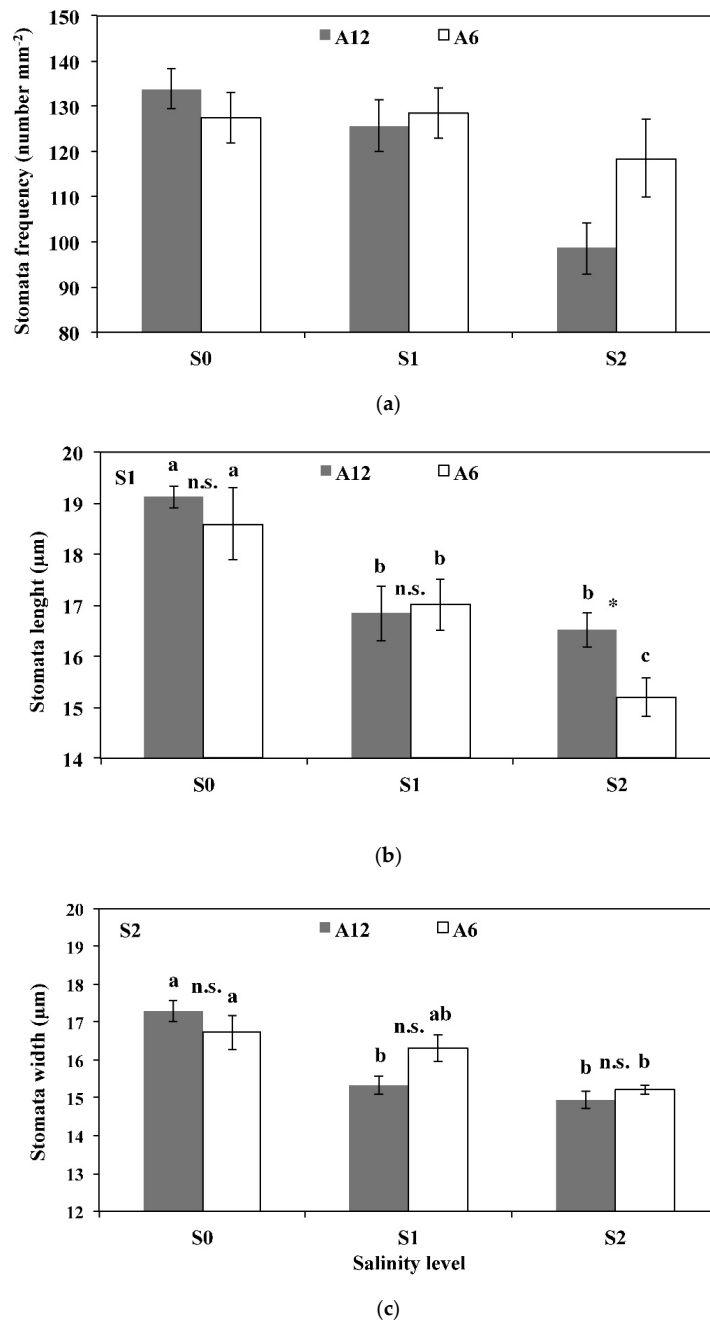 150
A12 A6
140
130
120
110
100
90
80
Stomata frequency (number mm⁻²)
S0 S1 S2
(a)
20
S1 a n.s. a A12 A6
19
18
b n.s. b b *
17
c
16
15
14
Stomata lenght (µm)
S0 S1 S2
(b)
20
S2 A12 A6
19
18
a n.s. a n.s. ab
17
b b n.s. b
16
15
14
13
12
Stomata width (µm)
S0 S1 S2
Salinity level
(c)